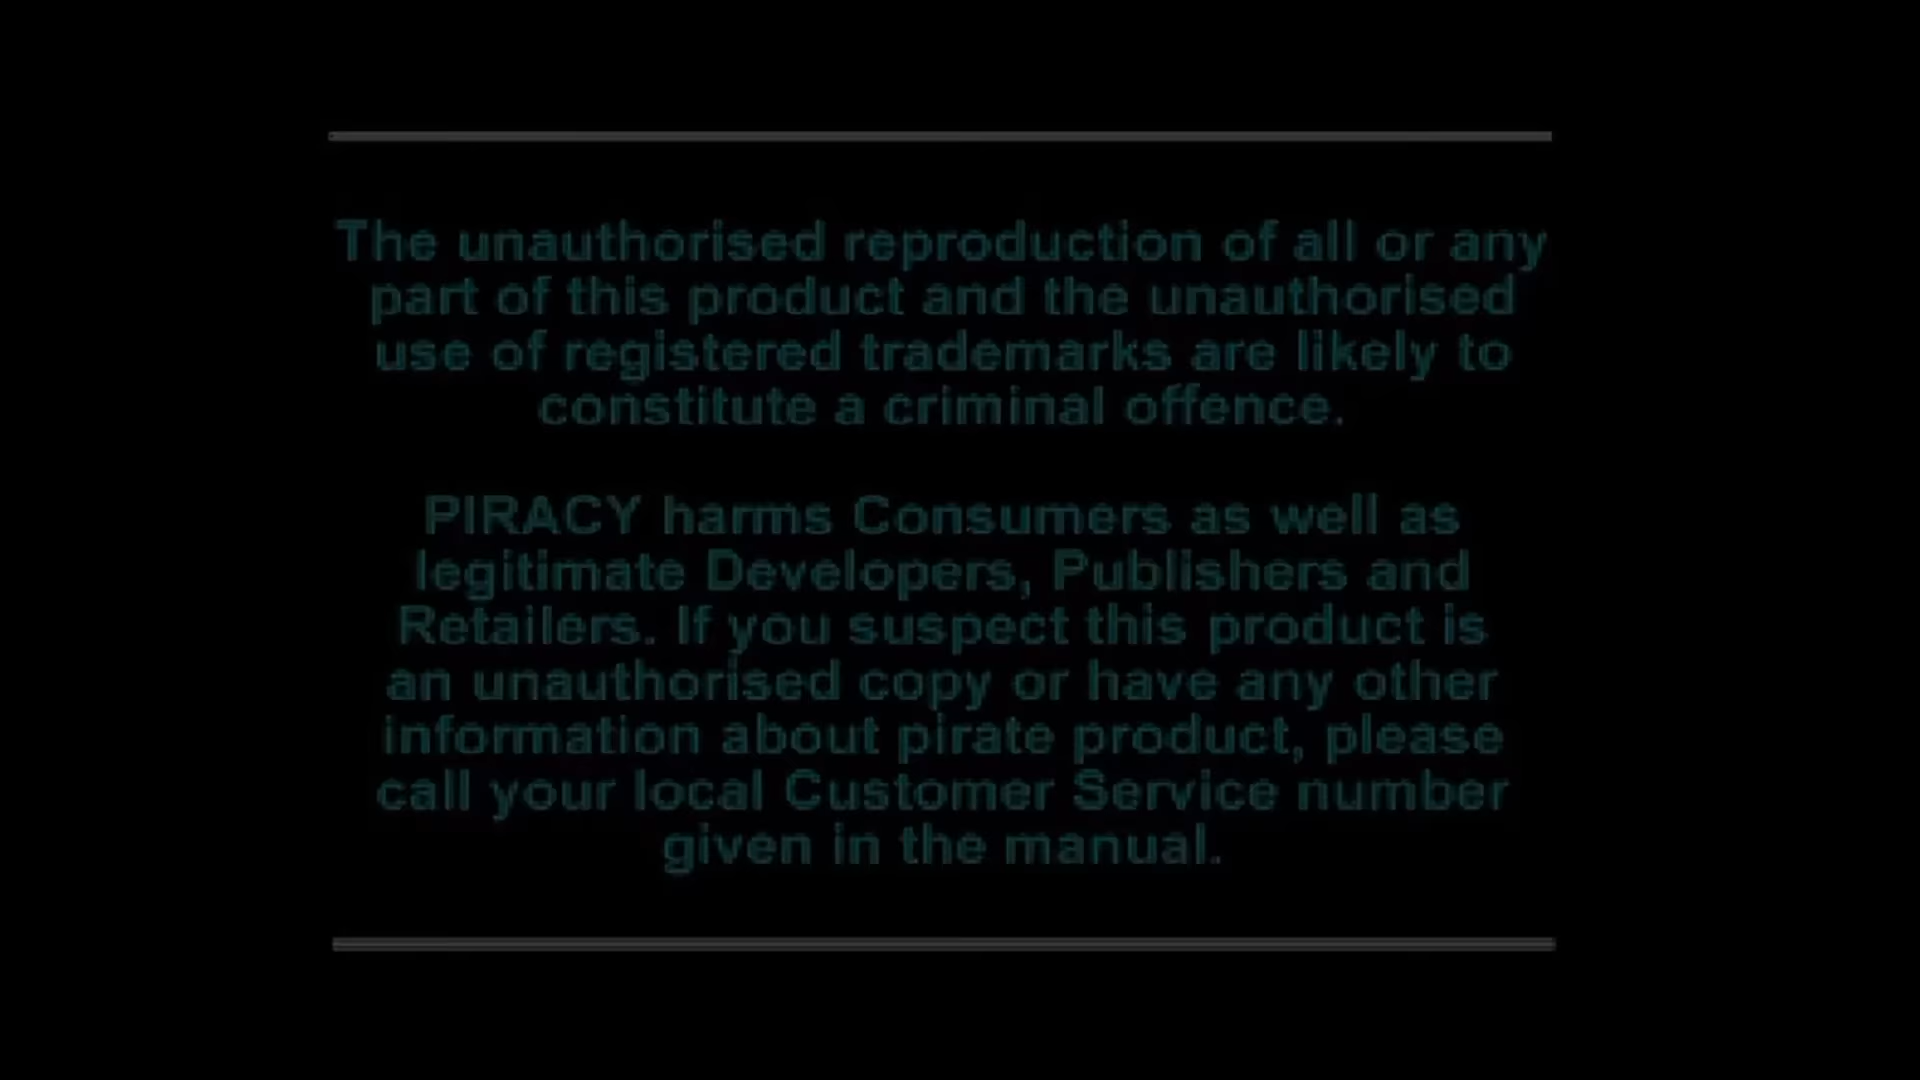 The unauthorised reproduction of all or any
part of this product and the unauthorised
use of registered trademarks are likely to
constitute a criminal offence.
PIRACY harms Consumers as well as
legitimate Developers, Publishers and
Retailers. If you suspect this product is
an unauthorised copy or have any other
information about pirate product, please
call your local Customer Service number
given in the manual.